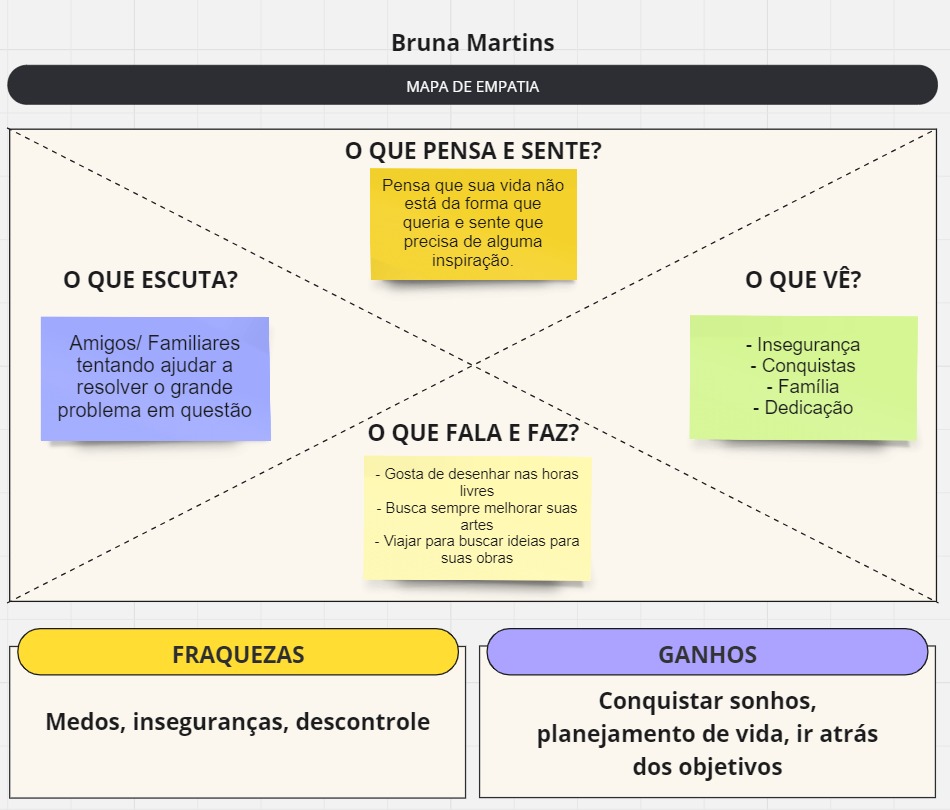 Bruna Martins
MAPA DE EMPATIA
O QUE PENSA E SENTE?
Pensa que sua vida não
está da forma que
queria e sente que
precisa de alguma
inspiração.
O QUE ESCUTA?
Amigos/ Familiares
tentando ajudar a
resolver o grande
problema em questão
O QUE VÊ?
- Insegurança
- Conquistas
- Família
- Dedicação
O QUE FALA E FAZ?
- Gosta de desenhar nas horas
livres
- Busca sempre melhorar suas
artes
- Viajar para buscar ideias para
suas obras
FRAQUEZAS
Medos, inseguranças, descontrole
GANHOS
Conquistar sonhos,
planejamento de vida, ir atrás
dos objetivos